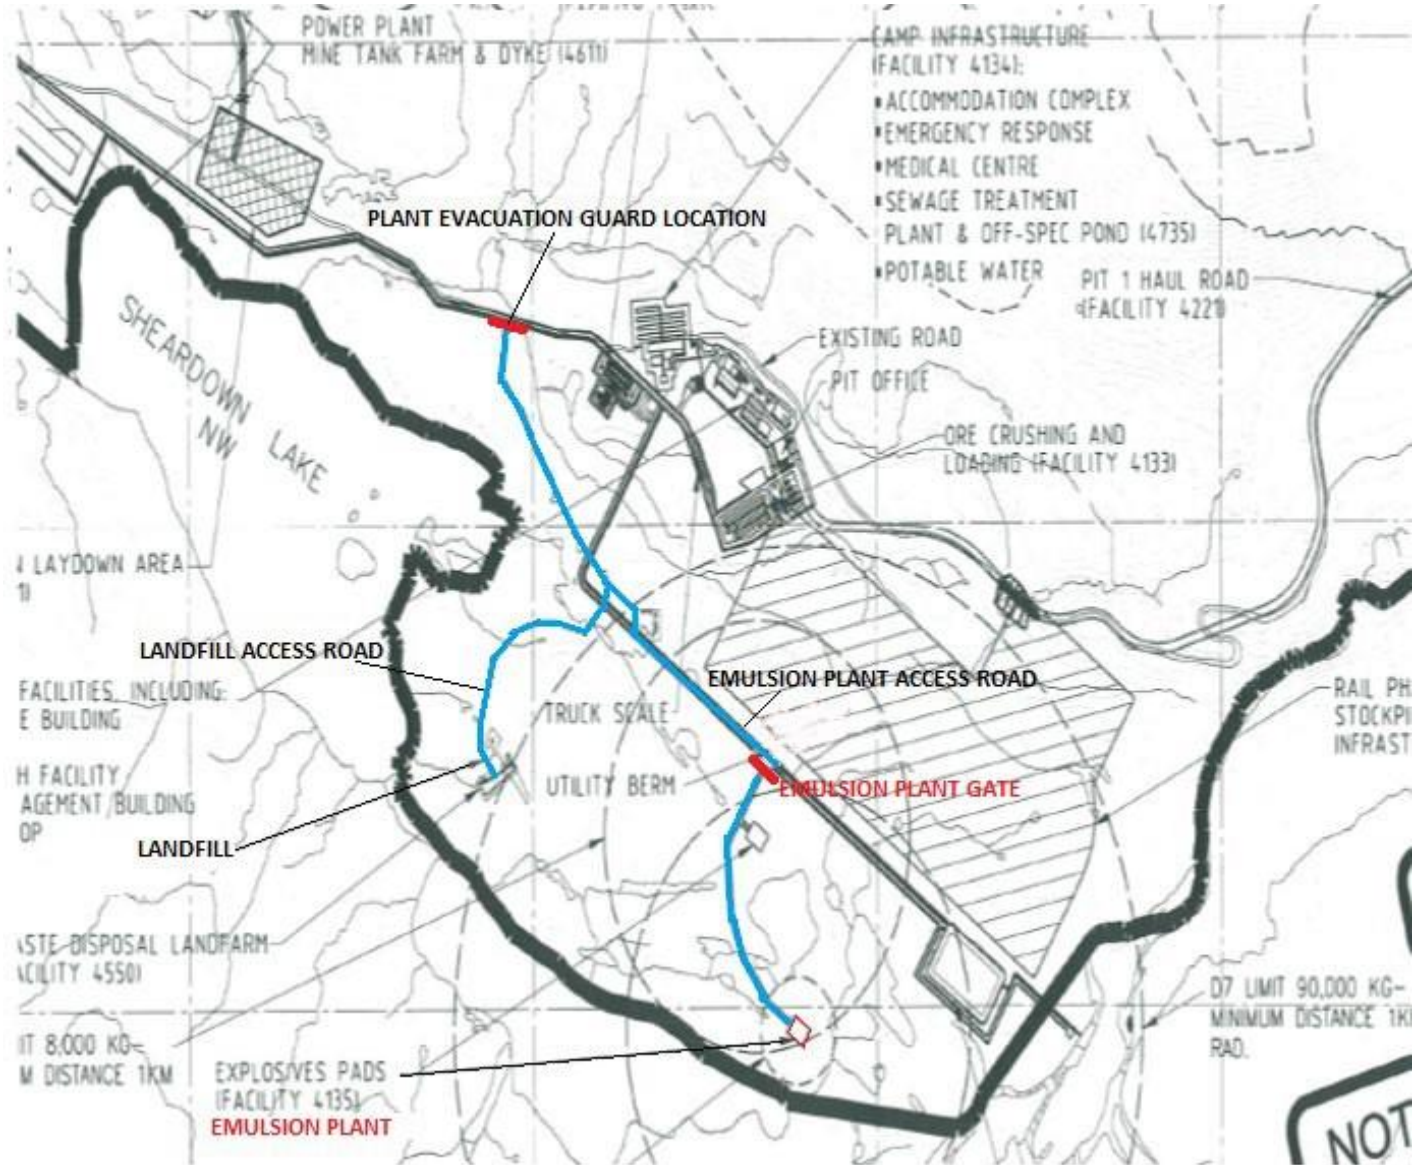 POWER PLANT
MINE TANK FARM & DYKE (4611)
CAMP INFRASTRUCTURE
(FACILITY 4134):
▪ACCOMMODATION COMPLEX
▪EMERGENCY RESPONSE
▪MEDICAL CENTRE
▪SEWAGE TREATMENT
PLANT & OFF-SPEC POND (4735)
▪POTABLE WATER
PIT 1 HAUL ROAD
(FACILITY 4221)
PLANT EVACUATION GUARD LOCATION
EXISTING ROAD
PIT OFFICE
ORE CRUSHING AND
LOADING (FACILITY 4133)
SHEARDOWN LAKE
NW
LAYDOWN AREA
LANDFILL ACCESS ROAD
EMULSION PLANT ACCESS ROAD
FACILITIES, INCLUDING:
E BUILDING
TRUCK SCALE
RAIL PH
STOCKPI
INFRAST
H FACILITY
AGEMENT BUILDING
OP
UTILITY BERM
EMULSION PLANT GATE
LANDFILL
ASTE DISPOSAL LANDFARM
ACILITY 4550)
D7 LIMIT 90,000 KG-
MINIMUM DISTANCE 1K
RAD.
IT 8,000 KG-
M DISTANCE 1KM
EXPLOSIVES PADS
(FACILITY 4135)
EMULSION PLANT
NOT